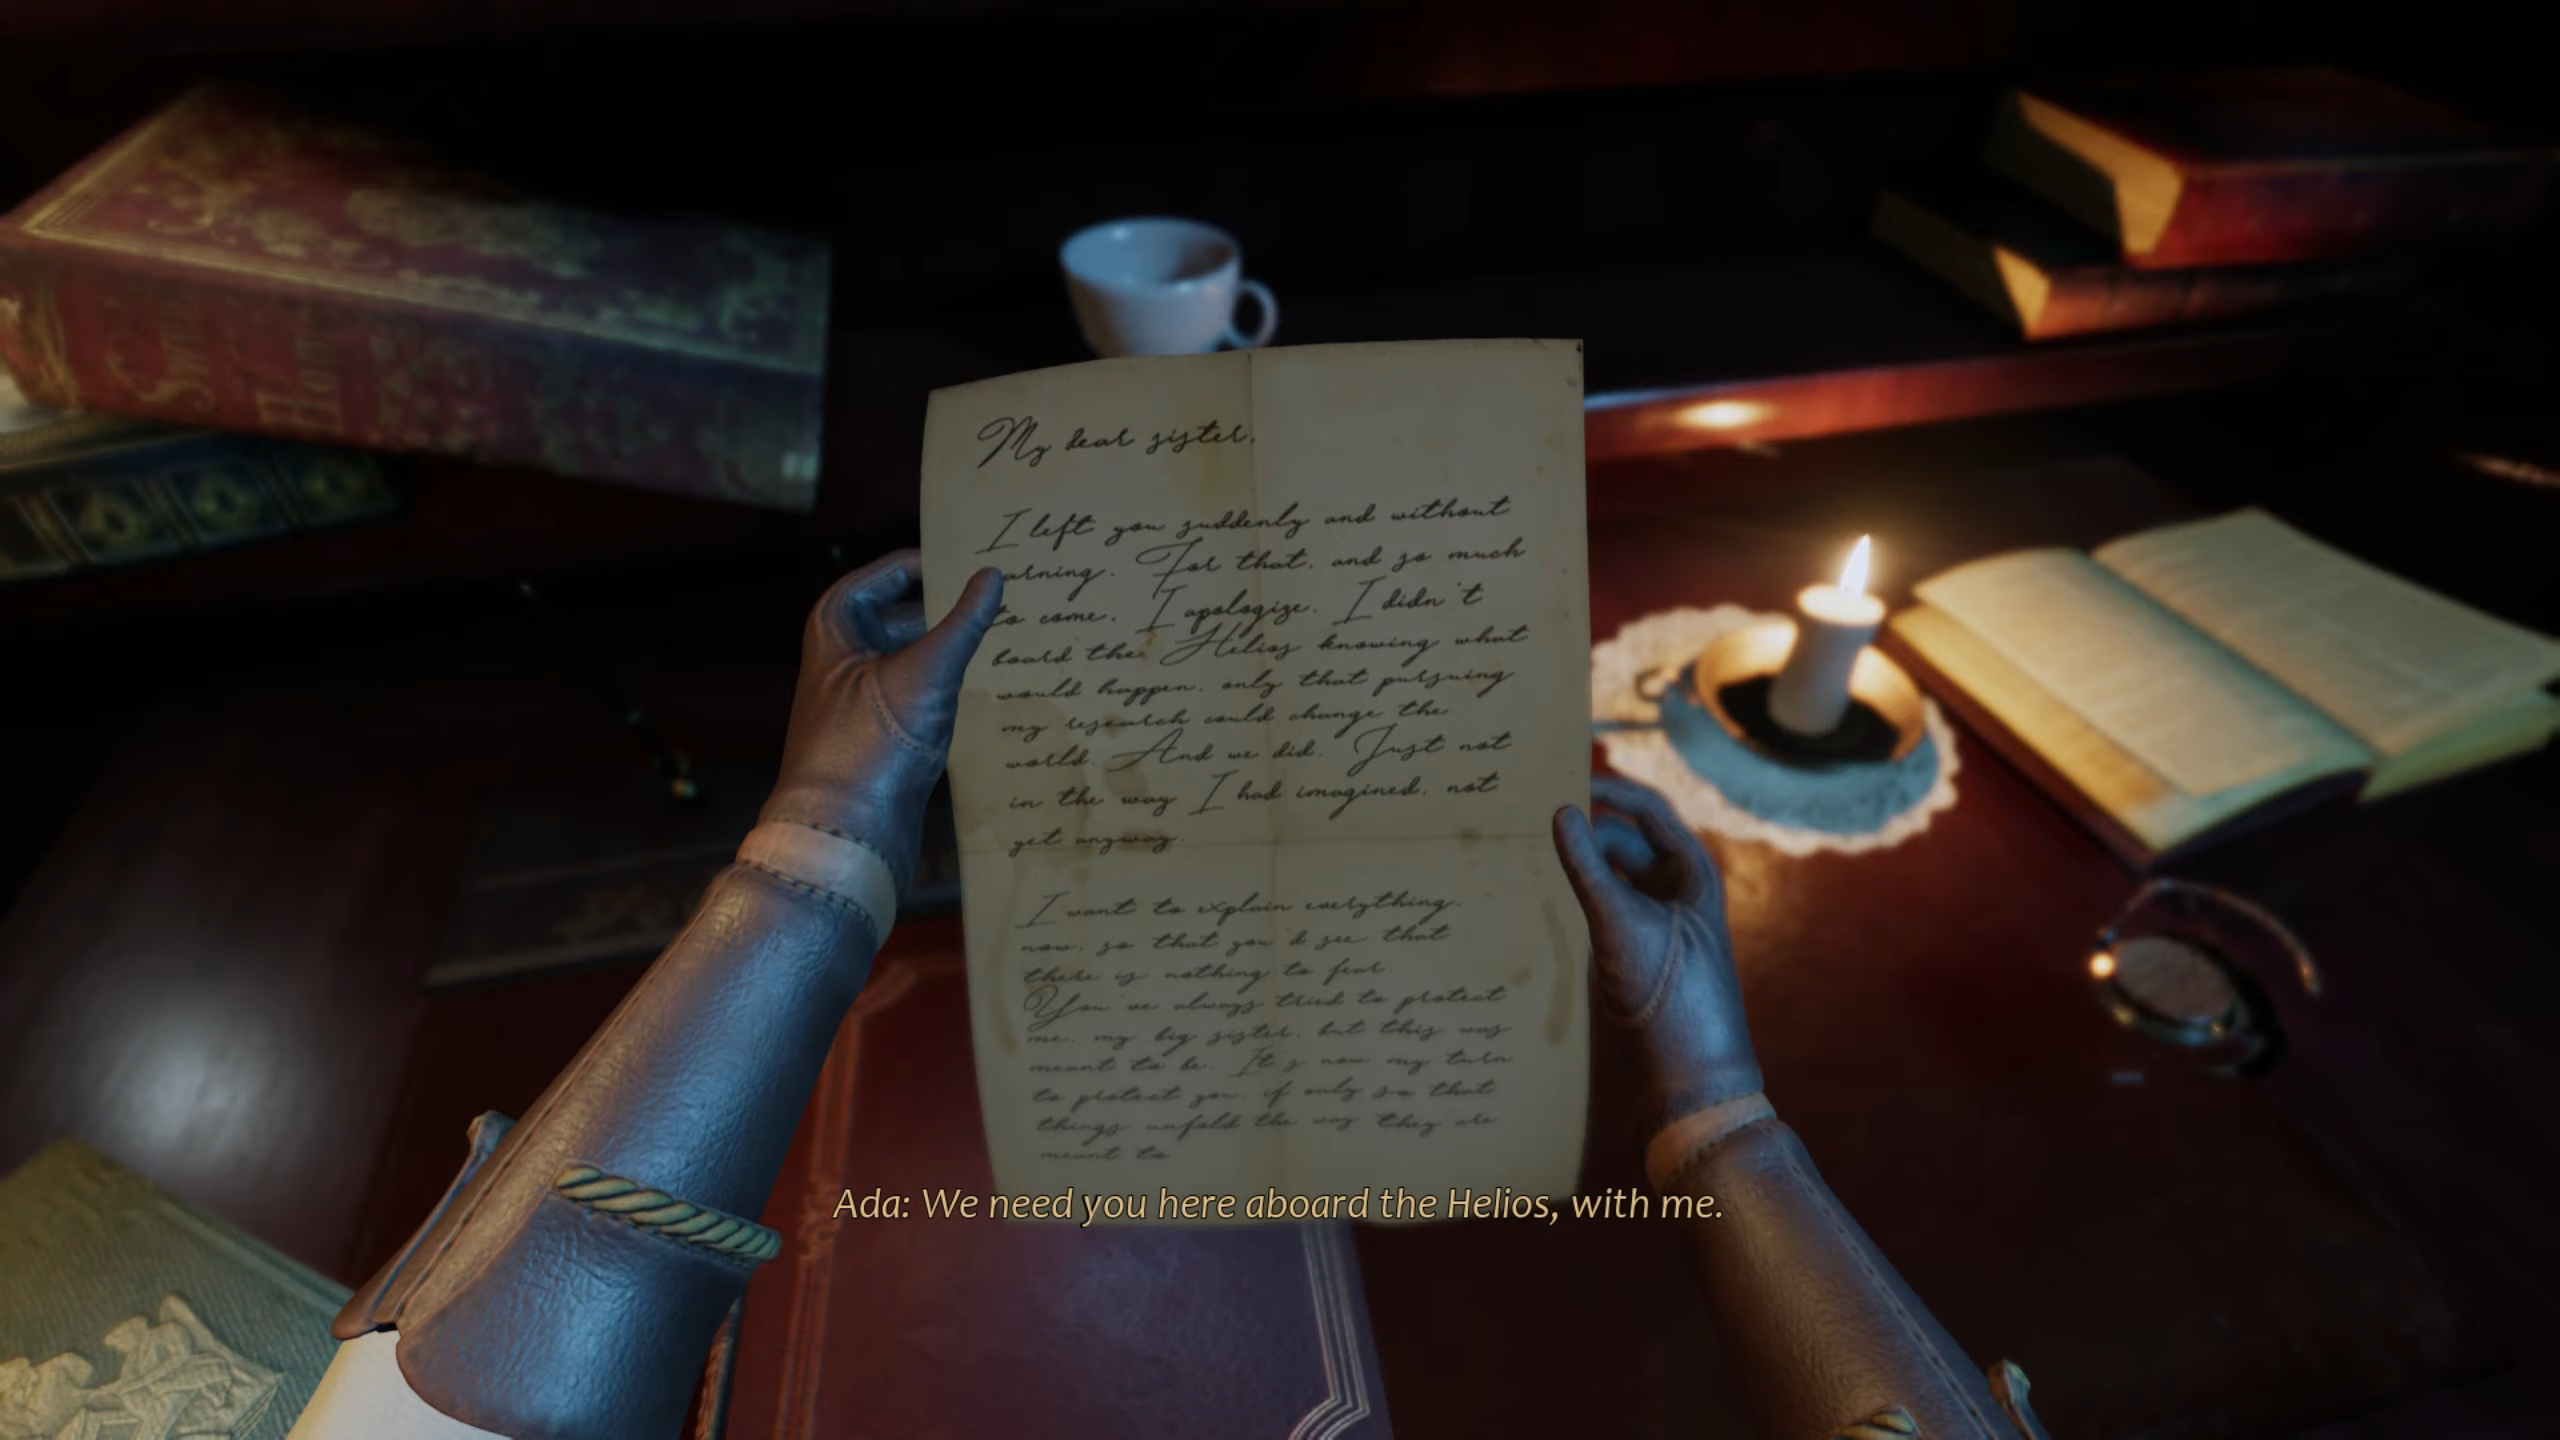 My dear sister,
I left you suddenly and without
arning. For that, and so much
to come, I apologize. I didn't
board the Helios knowing what
would happen, only that pursuing
my research could change the
world. And we did. Just not
in the way I had imagined, not
yet anyway.
I want to explain everything,
now, so that you'd see that
there is nothing to fear.
You've always tried to protect
me, my big sister, but this was
meant to be. It's now my turn
to protect you, if only so that
things unfold the way they are
meant to.
Ada: We need you here aboard the Helios, with me.